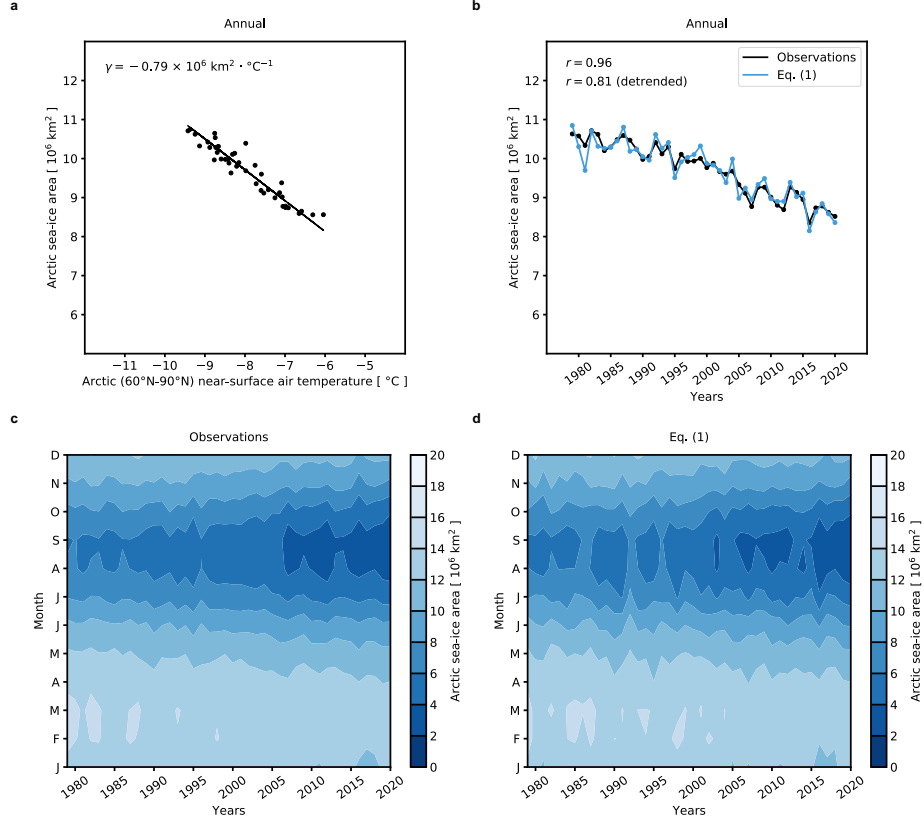 a
Annual
γ = −0.79 × 10⁶ km² · °C⁻¹
12
11
10
9
8
7
6
Arctic sea-ice area [ 10⁶ km² ]
−11 −10 −9 −8 −7 −6 −5
Arctic (60°N-90°N) near-surface air temperature [ °C ]
b
Annual
r = 0.96
r = 0.81 (detrended)
Observations
Eq. (1)
12
11
10
9
8
7
6
Arctic sea-ice area [ 10⁶ km² ]
1980 1985 1990 1995 2000 2005 2010 2015 2020
Years
c
Observations
D
N
O
S
A
J
J
M
A
M
F
J
Month
1980 1985 1990 1995 2000 2005 2010 2015 2020
Years
20
18
16
14
12
10
8
6
4
2
0
Arctic sea-ice area [ 10⁶ km² ]
d
Eq. (1)
D
N
O
S
A
J
J
M
A
M
F
J
Month
1980 1985 1990 1995 2000 2005 2010 2015 2020
Years
20
18
16
14
12
10
8
6
4
2
0
Arctic sea-ice area [ 10⁶ km² ]